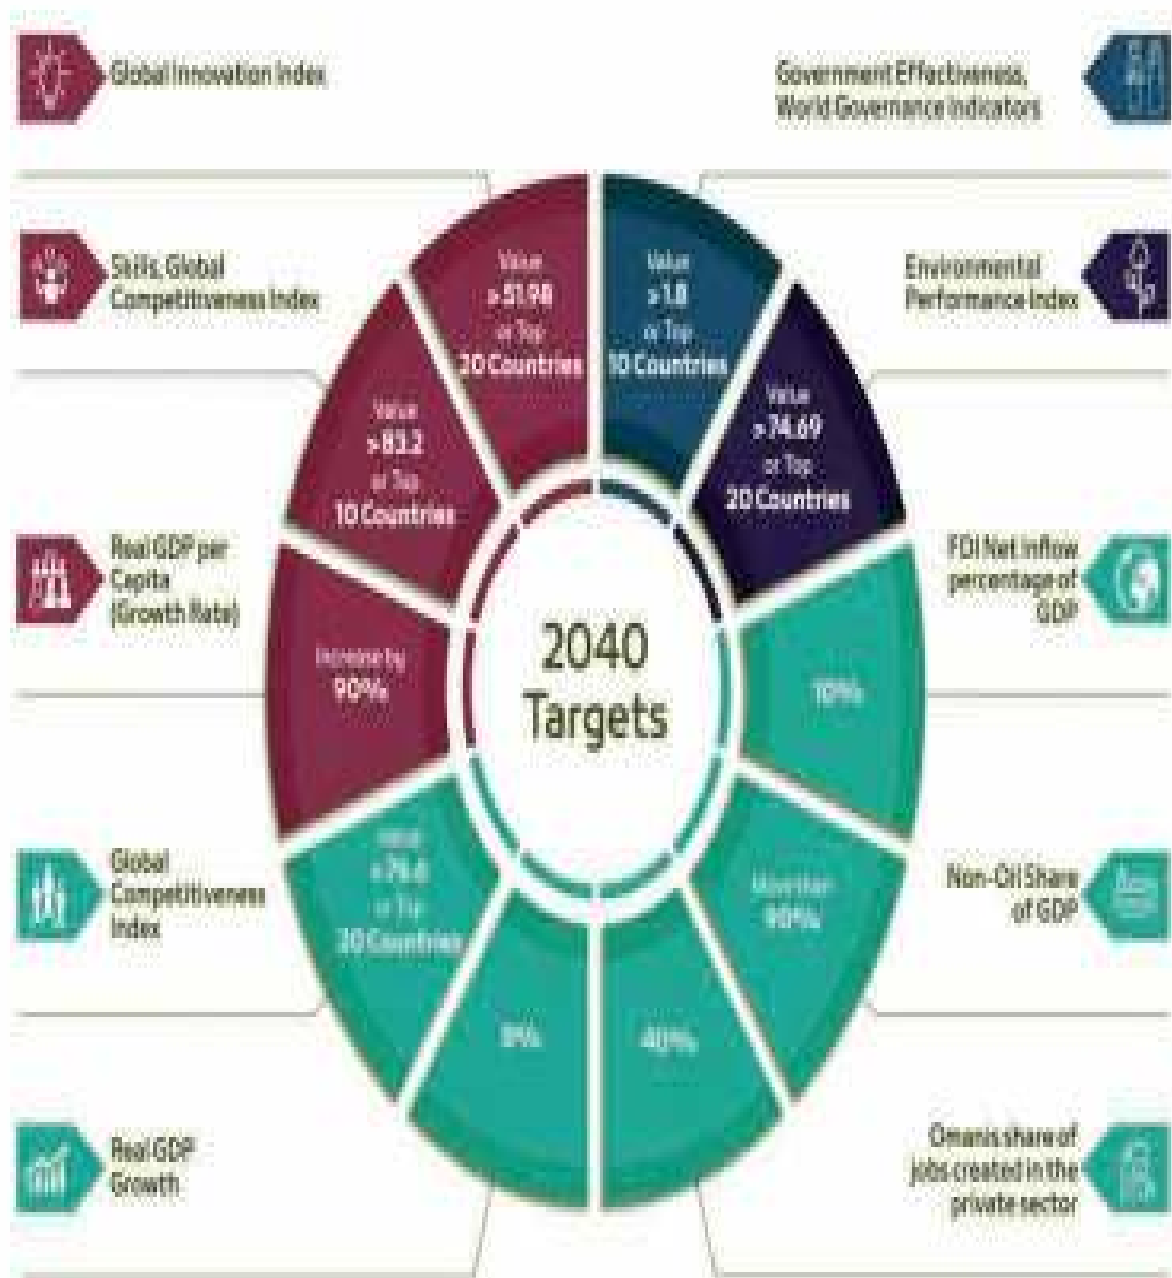 Global Innovation Index
Government Effectiveness,
World Governance Indicators
Skills, Global
Competitiveness Index
Environmental
Performance Index
Real GDP per
Capita
(Growth Rate)
FDI Net Inflow
percentage of
GDP
Global
Competitiveness
Index
Non-Oil Share
of GDP
Real GDP
Growth
Omanis share of
jobs created in the
private sector
Value
>51.98
or Top
20 Countries
Value
>1.8
or Top
10 Countries
Value
>83.2
or Top
10 Countries
Value
>74.69
or Top
20 Countries
Increase by
90%
10%
Value
or Top
20 Countries
More than
90%
40%
2040
Targets